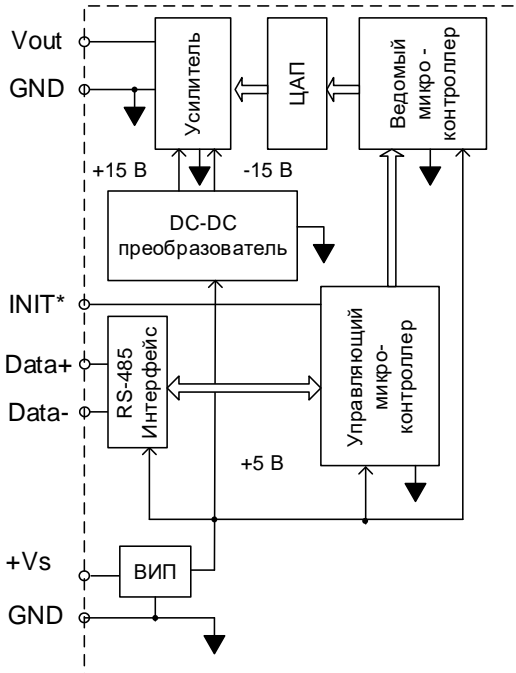 Vout
GND
Усилитель
ЦАП
Ведомый
микро -
контроллер
+15 В
-15 В
DC-DC
преобразователь
INIT*
Data+
Data-
RS-485
Интерфейс
Управляющий
микро-
контроллер
+5 В
+Vs
GND
ВИП